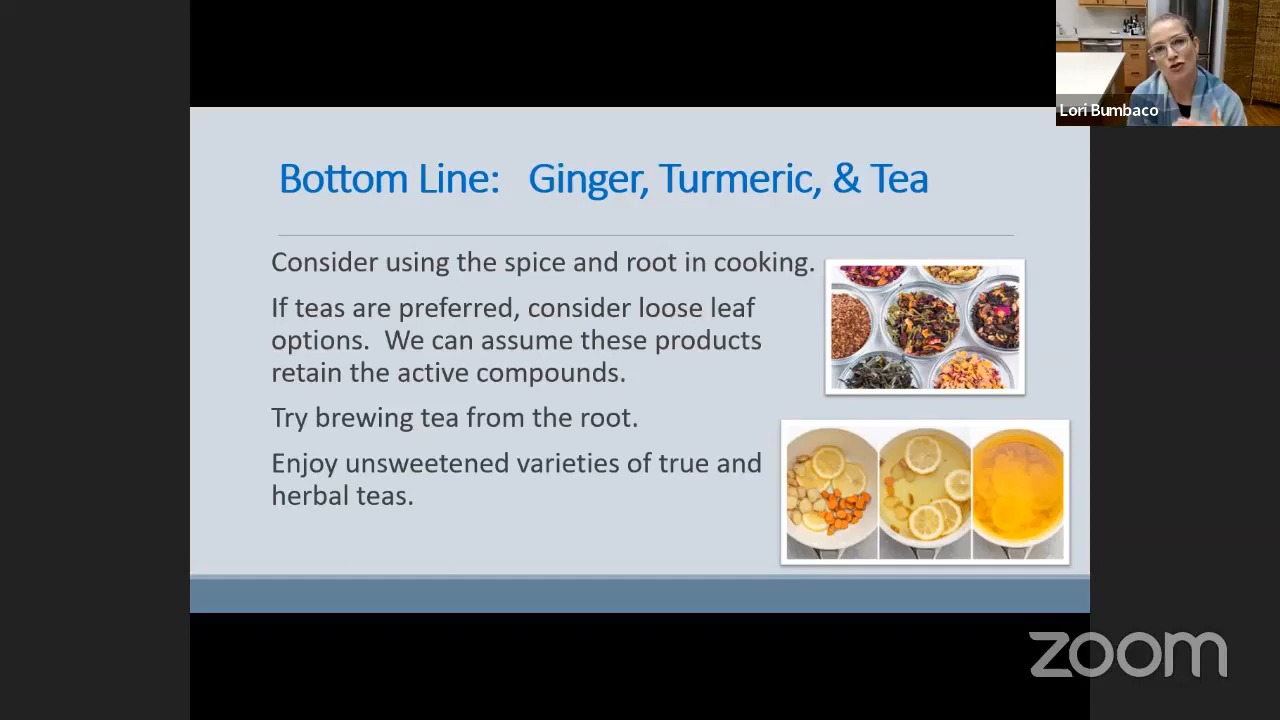 Lori Bumbaco
Bottom Line: Ginger, Turmeric, & Tea
Consider using the spice and root in cooking.
If teas are preferred, consider loose leaf
options. We can assume these products
retain the active compounds.
Try brewing tea from the root.
Enjoy unsweetened varieties of true and
herbal teas.
zoom